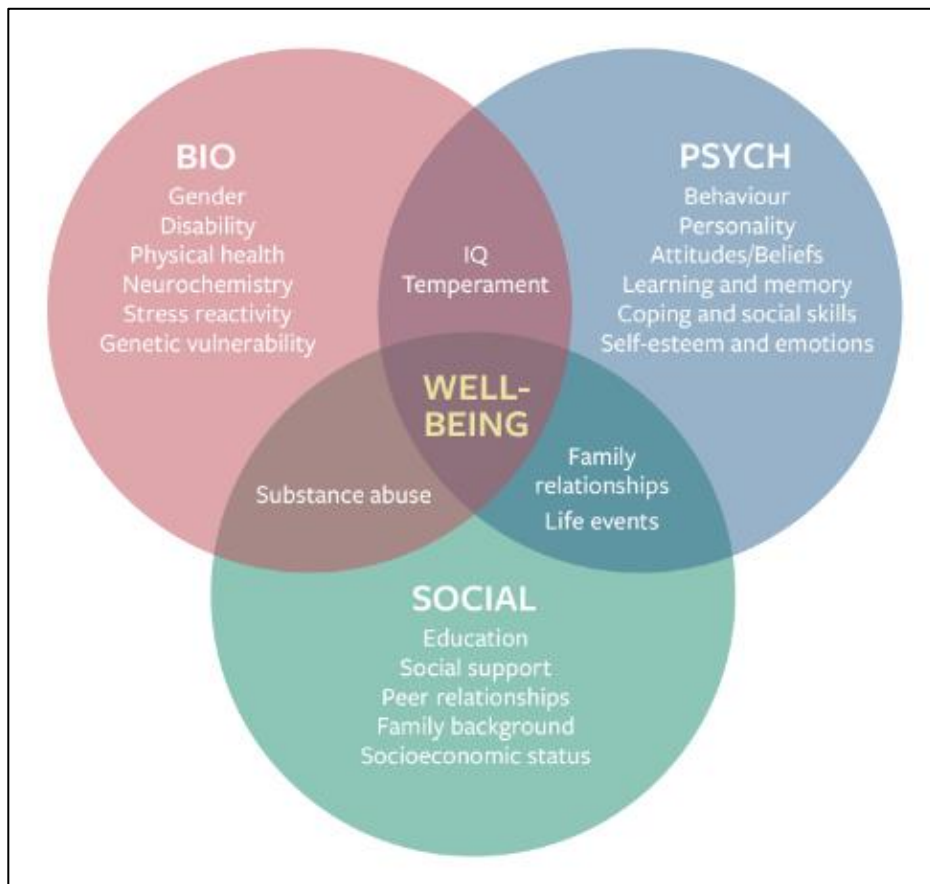 BIO
Gender
Disability
Physical health
Neurochemistry
Stress reactivity
Genetic vulnerability
PSYCH
Behaviour
Personality
Attitudes/Beliefs
Learning and memory
Coping and social skills
Self-esteem and emotions
IQ
Temperament
WELL-
BEING
Substance abuse
Family
relationships
Life events
SOCIAL
Education
Social support
Peer relationships
Family background
Socioeconomic status